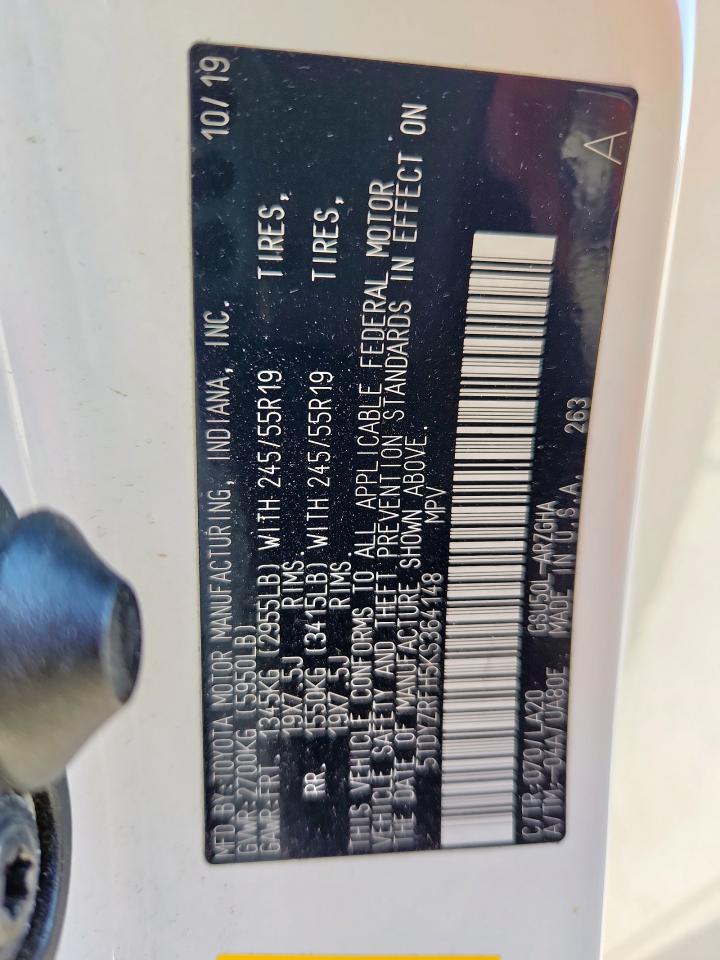 MFD BY:TOYOTA MOTOR MANUFACTURING, INDIANA, INC. 10/19
GVWR:2700KG (5950LB)
GAWR:FRT. 1345KG (2955LB) WITH 245/55R19 TIRES,
19X7.5J RIMS.
RR. 1550KG (3415LB) WITH 245/55R19 TIRES,
19X7.5J RIMS.
THIS VEHICLE CONFORMS TO ALL APPLICABLE FEDERAL MOTOR
VEHICLE SAFETY AND THEFT PREVENTION STANDARDS IN EFFECT ON
THE DATE OF MANUFACTURE SHOWN ABOVE.
5TDYZRFH5KS364148 MPV
C/TR:070/LA20 GSU50L-ARZGHA 263
A/TM:-04A/UA80E MADE IN U.S.A.
A